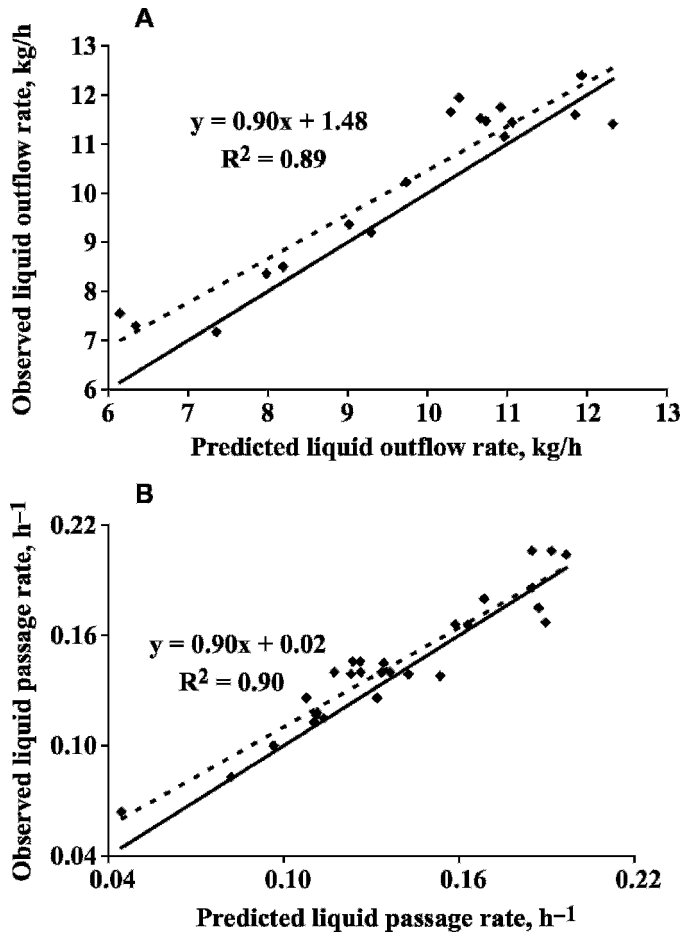 A
13
12
11
10
9
8
7
6
Observed liquid outflow rate, kg/h
y = 0.90x + 1.48
R² = 0.89
6 7 8 9 10 11 12 13
Predicted liquid outflow rate, kg/h
B
0.22
0.16
0.10
0.04
Observed liquid passage rate, h⁻¹
y = 0.90x + 0.02
R² = 0.90
0.04 0.10 0.16 0.22
Predicted liquid passage rate, h⁻¹